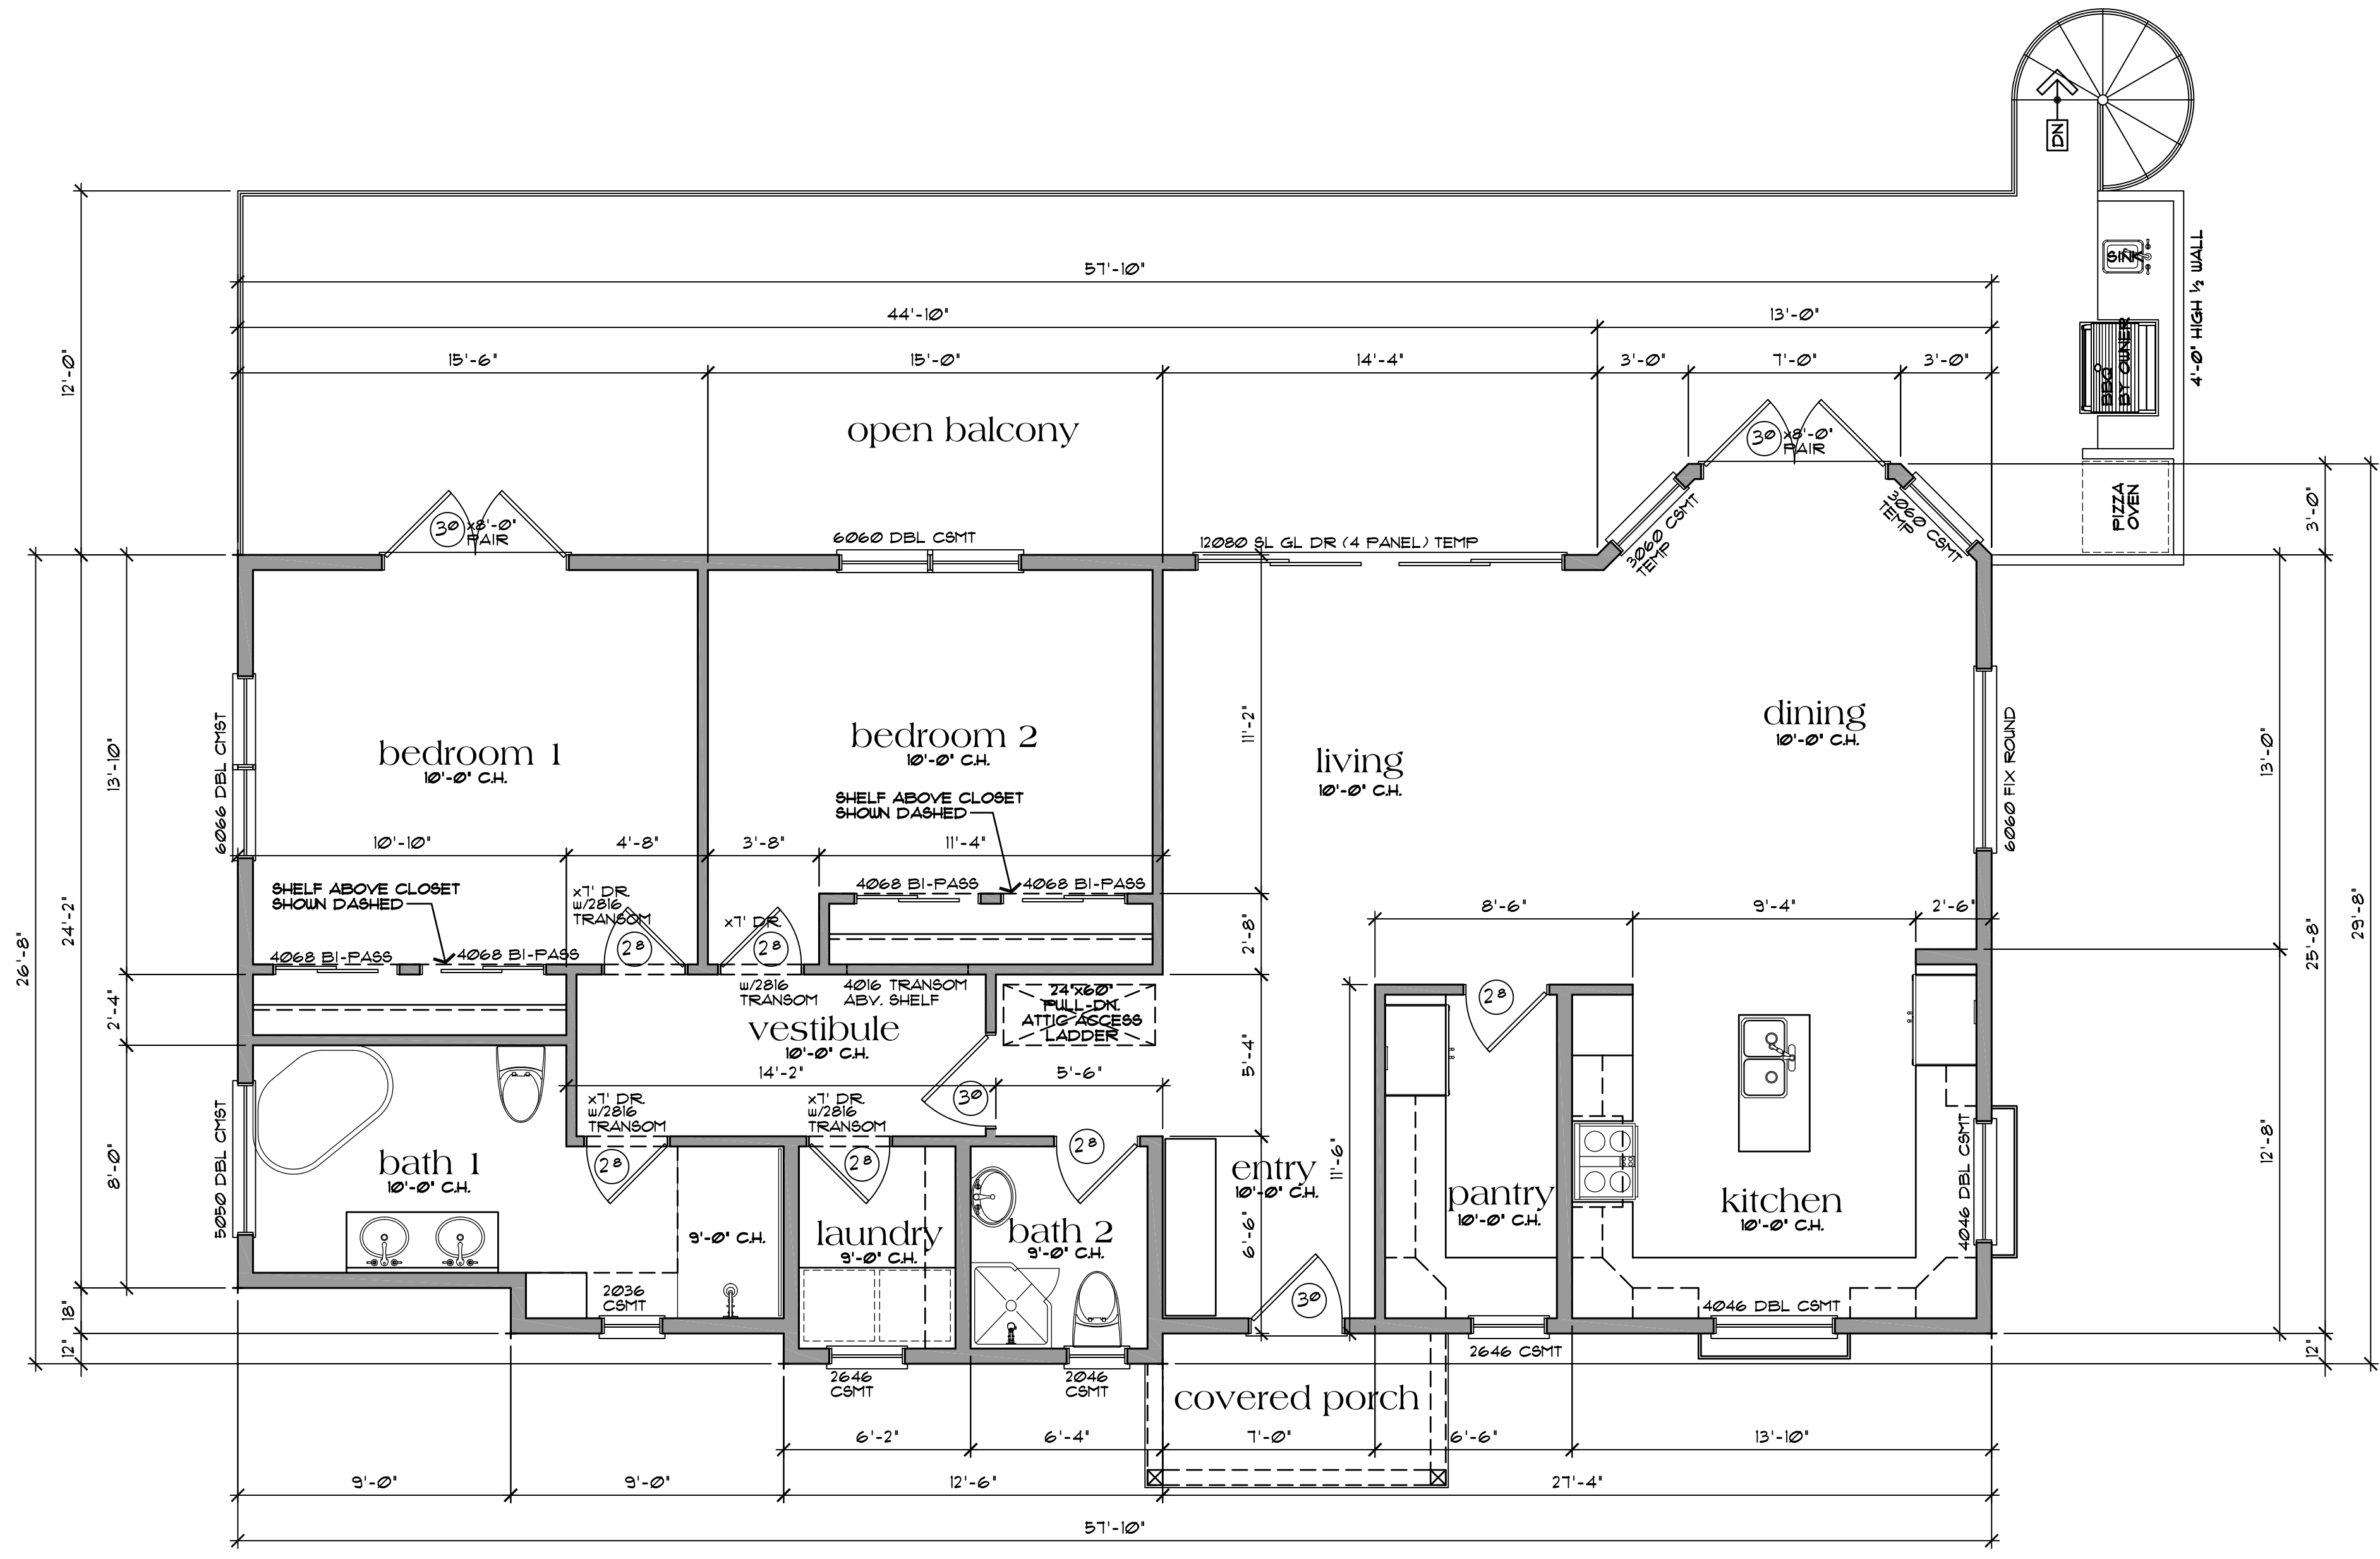 DN
57'-10"
SINK
4'-0" HIGH ½ WALL
44'-10"
13'-0"
15'-6"
15'-0"
14'-4"
3'-0"
7'-0"
3'-0"
12'-0"
BBQ
BY OWNER
open balcony
30
x8'-0"
PAIR
30
x8'-0"
PAIR
6060 DBL CSMT
12080 SL GL DR (4 PANEL) TEMP
3060 CSMT
TEMP
3060 CSMT
TEMP
PIZZA
OVEN
3'-0"
bedroom 1
10'-0" C.H.
bedroom 2
10'-0" C.H.
living
10'-0" C.H.
dining
10'-0" C.H.
6066 DBL CMST
13'-10"
11'-2"
6060 FIX ROUND
13'-0"
SHELF ABOVE CLOSET
SHOWN DASHED
10'-10"
4'-8"
3'-8"
11'-4"
SHELF ABOVE CLOSET
SHOWN DASHED
4068 BI-PASS
4068 BI-PASS
x7' DR.
w/2816
TRANSOM
28
x7' DR.
28
w/2816
TRANSOM
4068 BI-PASS
4068 BI-PASS
4016 TRANSOM
ABV. SHELF
26'-8"
24'-2"
2'-4"
2'-8"
8'-6"
9'-4"
2'-6"
25'-8"
29'-8"
24"x60"
PULL-DN.
ATTIC ACCESS
LADDER
28
vestibule
10'-0" C.H.
14'-2"
5'-6"
5'-4"
30
x7' DR.
w/2816
TRANSOM
28
x7' DR.
w/2816
TRANSOM
28
28
5050 DBL CMST
8'-0"
bath 1
10'-0" C.H.
9'-0" C.H.
laundry
9'-0" C.H.
bath 2
9'-0" C.H.
entry
10'-0" C.H.
6'-6"
11'-6"
pantry
10'-0" C.H.
kitchen
10'-0" C.H.
4046 DBL CSMT
12'-8"
30
2036
CSMT
4046 DBL CSMT
18"
12"
12"
2646
CSMT
2046
CSMT
2646 CSMT
covered porch
6'-2"
6'-4"
7'-0"
6'-6"
13'-10"
9'-0"
9'-0"
12'-6"
27'-4"
57'-10"